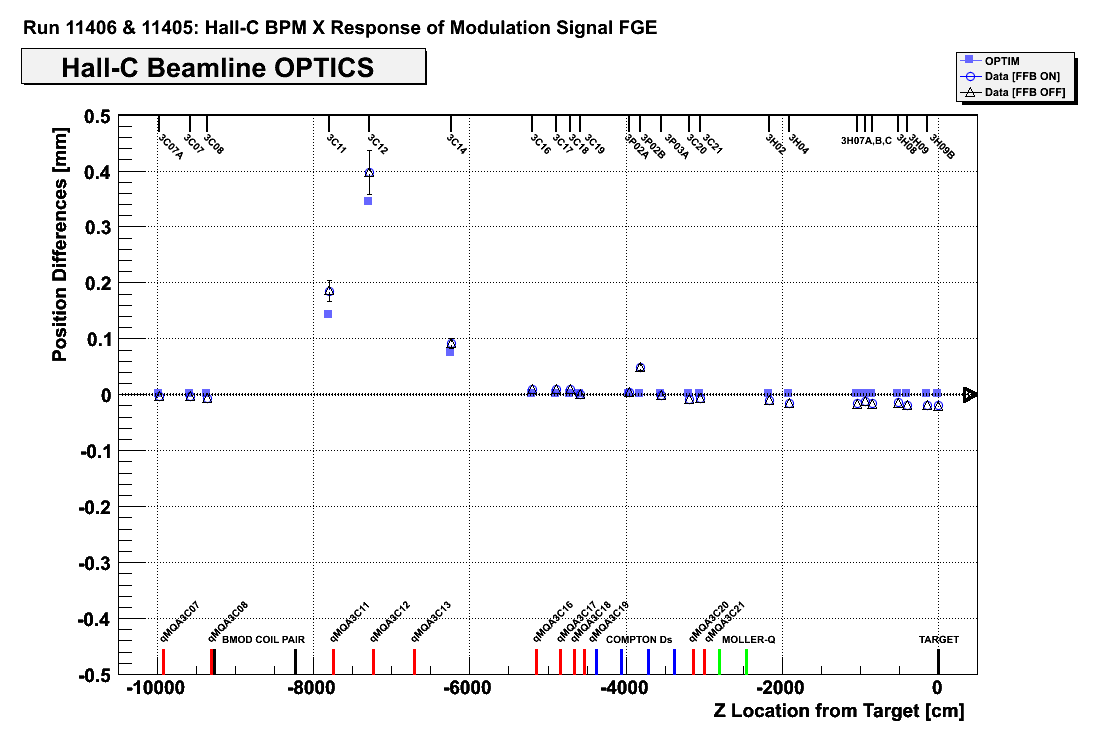 Run 11406 & 11405: Hall-C BPM X Response of Modulation Signal FGE
Hall-C Beamline OPTICS
OPTIM
Data [FFB ON]
Data [FFB OFF]
3C07A 3C07 3C08 3C11 3C12 3C14 3C16 3C17 3C18 3C19 3P02A 3P02B 3P03A 3C20 3C21 3H02 3H04 3H07A,B,C 3H08 3H09 3H09B
Position Differences [mm]
0.5
0.4
0.3
0.2
0.1
0
-0.1
-0.2
-0.3
-0.4
-0.5
qMQA3C07 qMQA3C08 qMQA3C11 qMQA3C12 qMQA3C13 qMQA3C16 qMQA3C17 qMQA3C18 qMQA3C19 qMQA3C20 qMQA3C21
BMOD COIL PAIR COMPTON Ds MOLLER-Q TARGET
-10000 -8000 -6000 -4000 -2000 0
Z Location from Target [cm]